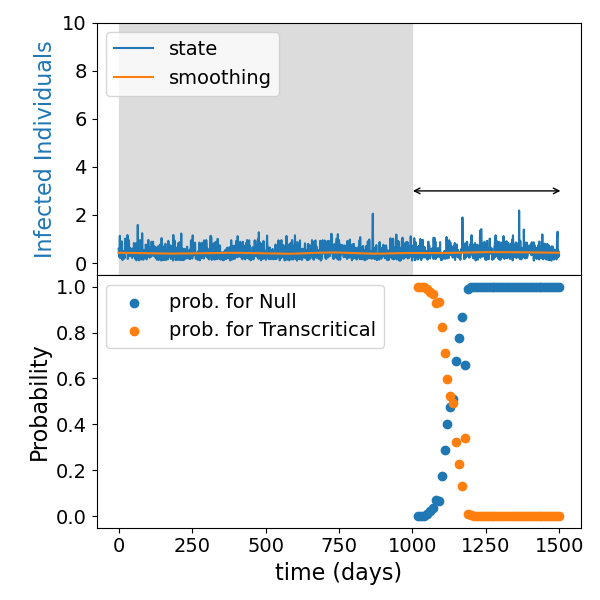 Infected Individuals
10
8
6
4
2
0
state
smoothing
Probability
1.0
0.8
0.6
0.4
0.2
0.0
prob. for Null
prob. for Transcritical
0 250 500 750 1000 1250 1500
time (days)